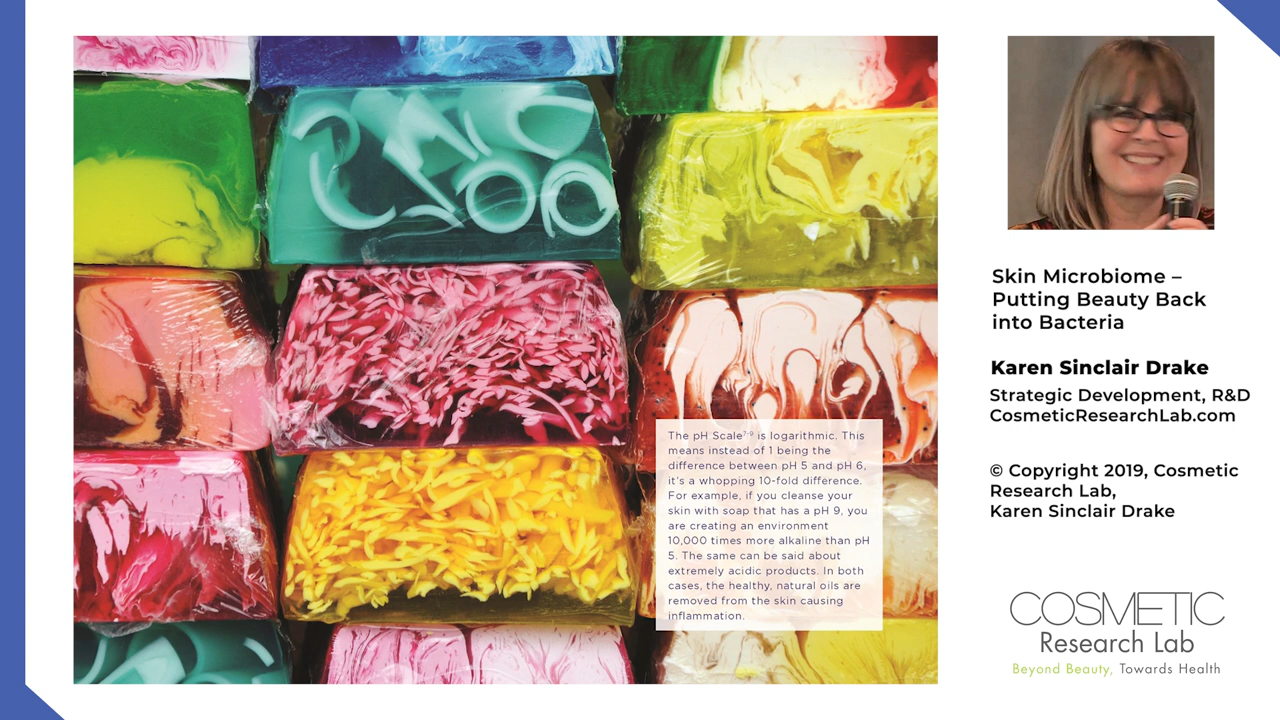 The pH Scale⁷⁻⁹ is logarithmic. This
means instead of 1 being the
difference between pH 5 and pH 6,
it's a whopping 10-fold difference.
For example, if you cleanse your
skin with soap that has a pH 9, you
are creating an environment
10,000 times more alkaline than pH
5. The same can be said about
extremely acidic products. In both
cases, the healthy, natural oils are
removed from the skin causing
inflammation.
Skin Microbiome –
Putting Beauty Back
into Bacteria
Karen Sinclair Drake
Strategic Development, R&D
CosmeticResearchLab.com
© Copyright 2019, Cosmetic
Research Lab,
Karen Sinclair Drake
COSMETIC
Research Lab
Beyond Beauty, Towards Health